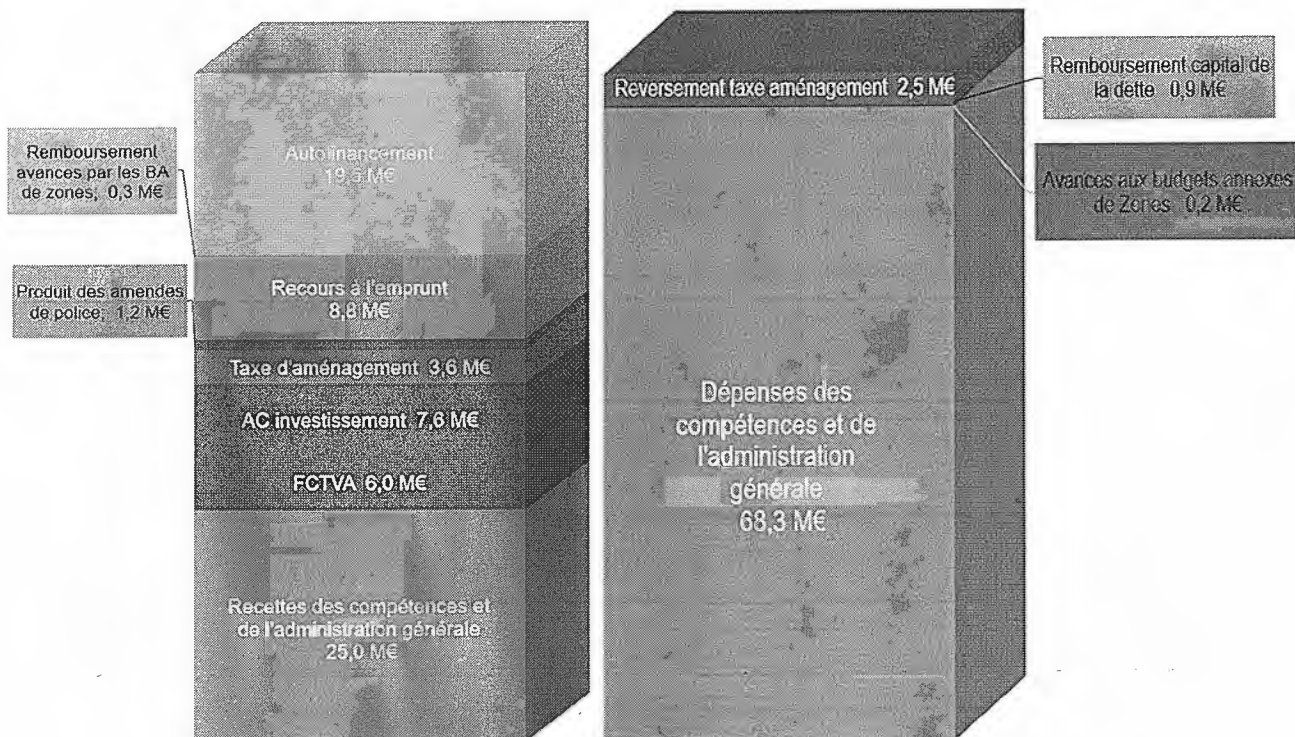 Remboursement
avances par les BA
de zones; 0,3 M€
Produit des amendes
de police; 1,2 M€
Autofinancement
M€
Recours à l'emprunt
8,8 M€
Taxe d'aménagement 3,6 M€
AC investissement 7,6 M€
FCTVA 6,0 M€
Recettes des compétences et
de l'administration générale
25,0 M€
Reversement taxe aménagement 2,5 M€
Dépenses des
compétences et de
l'administration
générale
68,3 M€
Remboursement capital de
la dette 0,9 M€
Avances aux budgets annexes
de Zones 0,2 M€